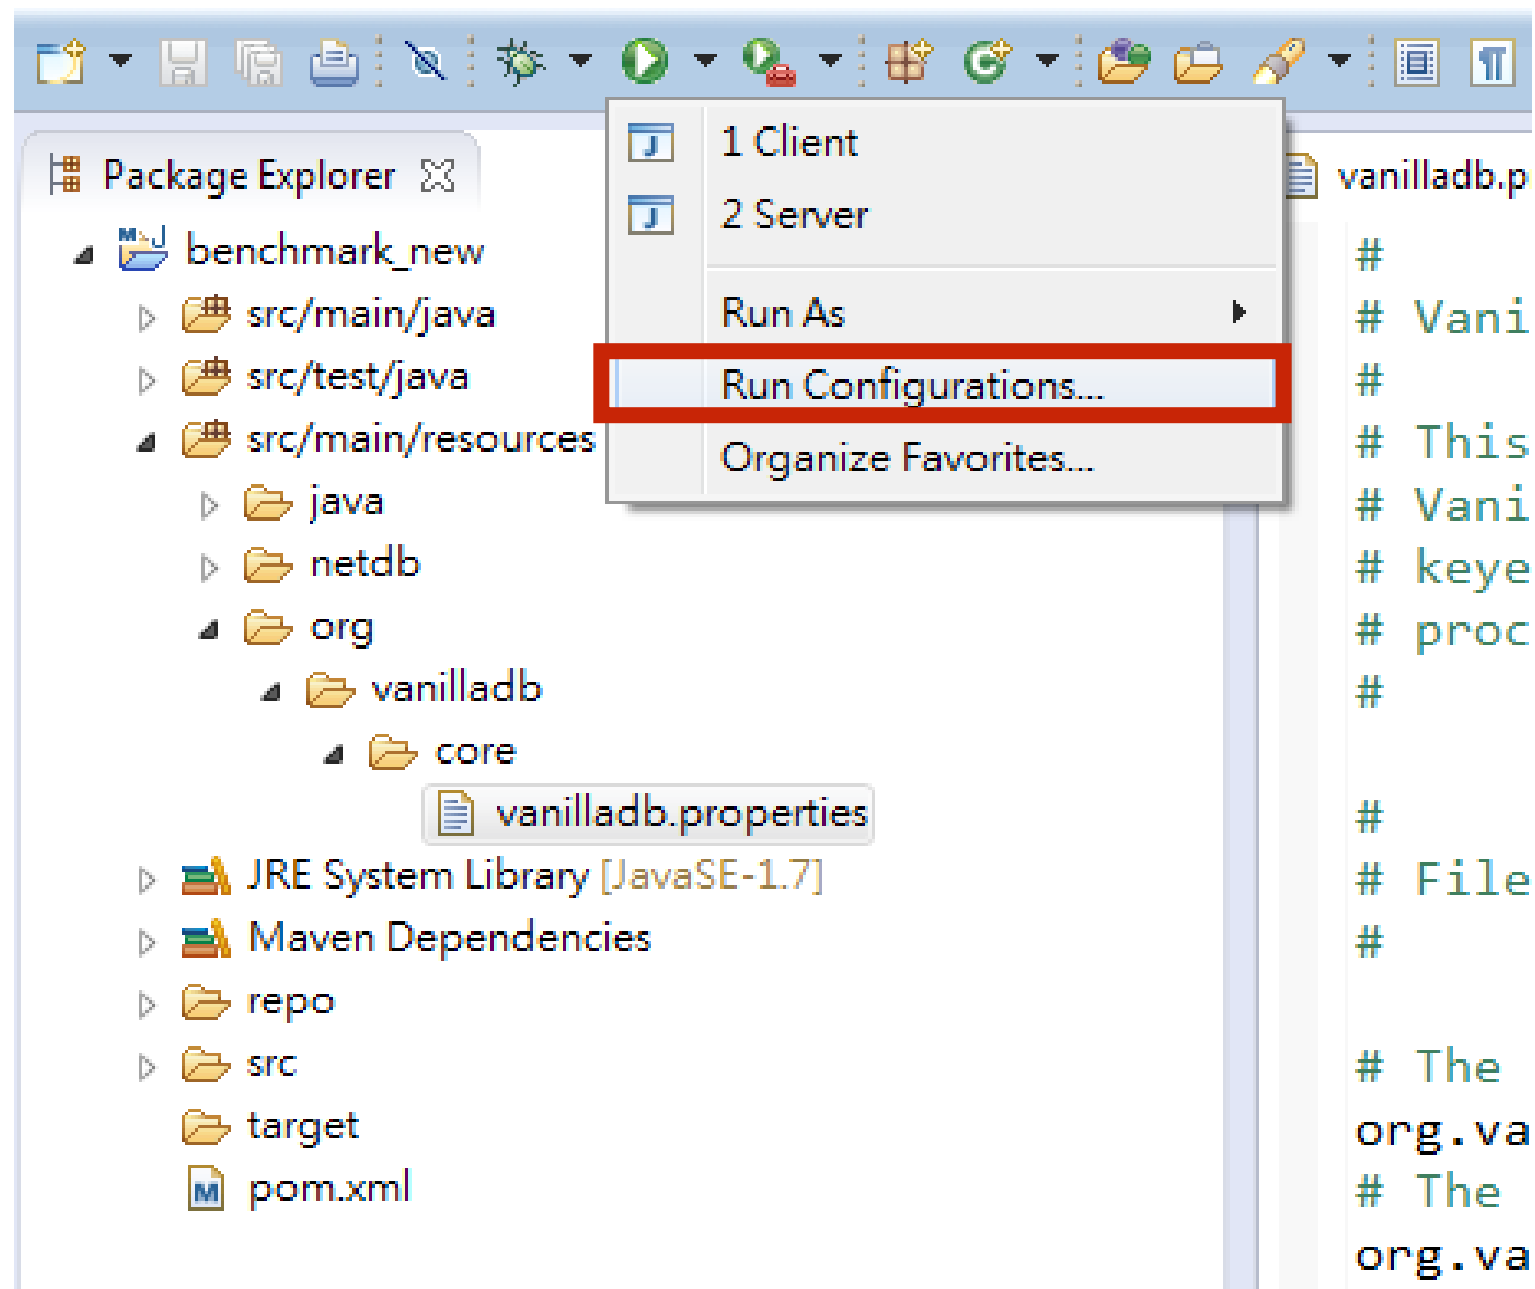 1 Client
2 Server
Run As
Run Configurations...
Organize Favorites...
Package Explorer
benchmark_new
src/main/java
src/test/java
src/main/resources
java
netdb
org
vanilladb
core
vanilladb.properties
JRE System Library [JavaSE-1.7]
Maven Dependencies
repo
src
target
pom.xml
vanilladb.p
#
# Vani
#
# This
# Vani
# keye
# proc
#
#
# File
#
# The
org.va
# The
org.va